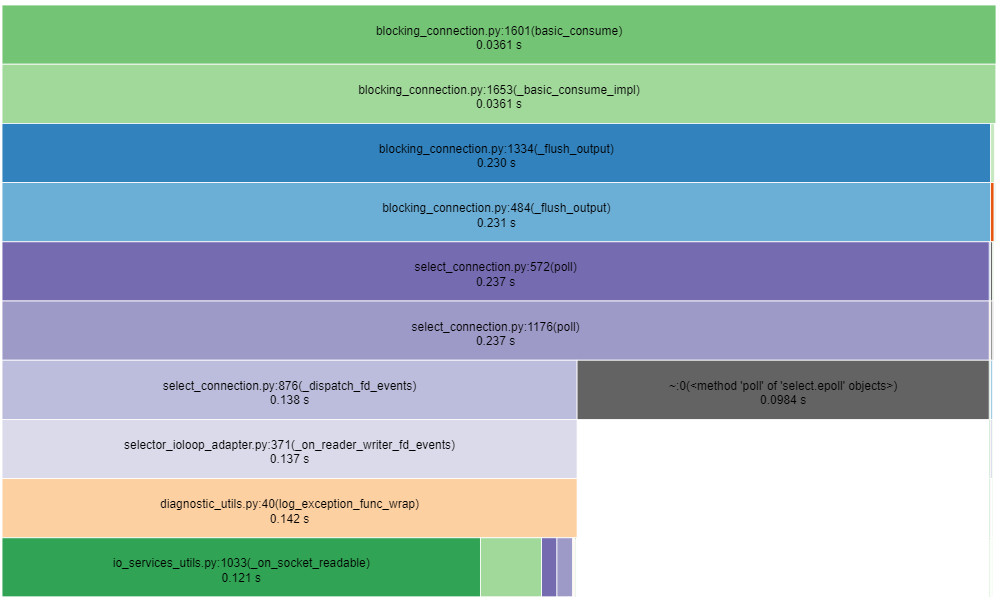 blocking_connection.py:1601(basic_consume)
0.0361 s
blocking_connection.py:1653(_basic_consume_impl)
0.0361 s
blocking_connection.py:1334(_flush_output)
0.230 s
blocking_connection.py:484(_flush_output)
0.231 s
select_connection.py:572(poll)
0.237 s
select_connection.py:1176(poll)
0.237 s
select_connection.py:876(_dispatch_fd_events)
0.138 s
~:0(<method 'poll' of 'select.epoll' objects>)
0.0984 s
selector_ioloop_adapter.py:371(_on_reader_writer_fd_events)
0.137 s
diagnostic_utils.py:40(log_exception_func_wrap)
0.142 s
io_services_utils.py:1033(_on_socket_readable)
0.121 s